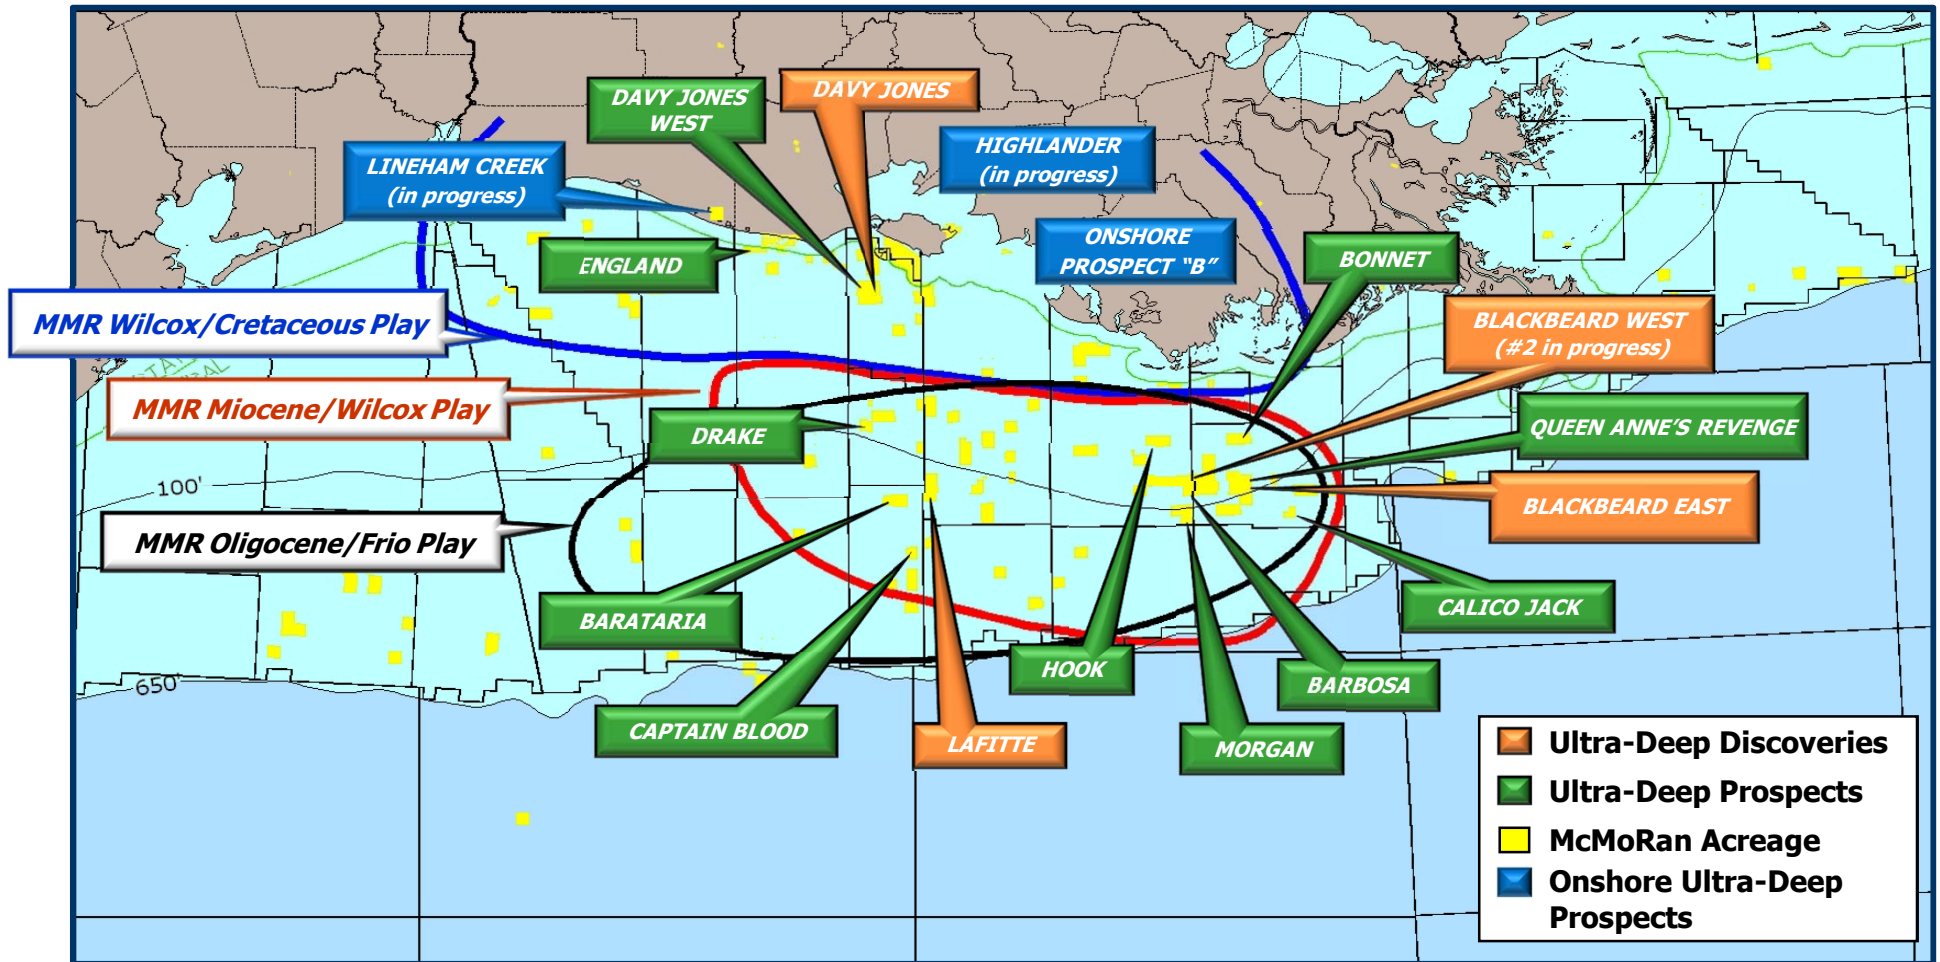 DAVY JONES
WEST
DAVY JONES
LINEHAM CREEK
(in progress)
HIGHLANDER
(in progress)
ENGLAND
ONSHORE
PROSPECT “B”
BONNET
MMR Wilcox/Cretaceous Play
BLACKBEARD WEST
(#2 in progress)
MMR Miocene/Wilcox Play
DRAKE
QUEEN ANNE’S REVENGE
100'
BLACKBEARD EAST
MMR Oligocene/Frio Play
BARATARIA
CALICO JACK
HOOK
BARBOSA
650'
CAPTAIN BLOOD
LAFITTE
MORGAN
Ultra-Deep Discoveries
Ultra-Deep Prospects
McMoRan Acreage
Onshore Ultra-Deep
Prospects